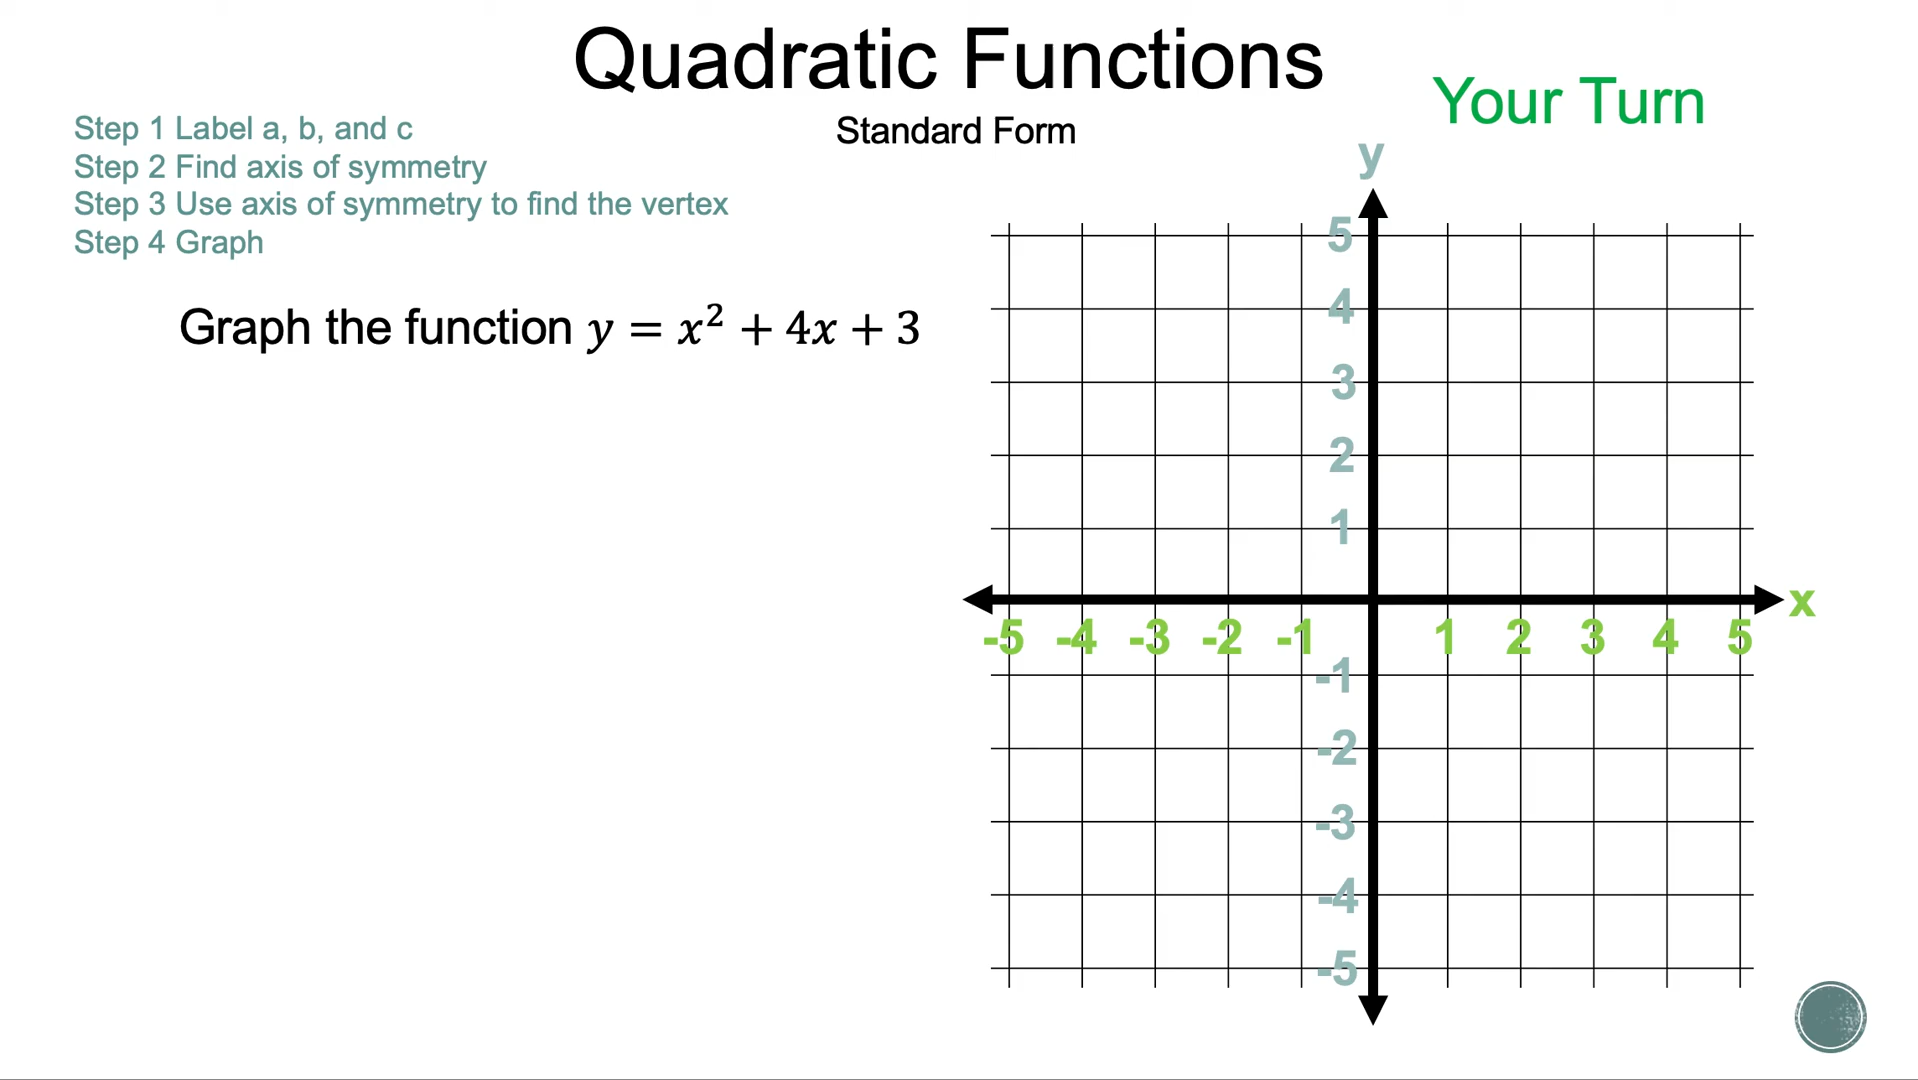 Quadratic Functions
Your Turn
Standard Form
Step 1 Label a, b, and c
Step 2 Find axis of symmetry
Step 3 Use axis of symmetry to find the vertex
Step 4 Graph
Graph the function y = x² + 4x + 3
y
5
4
3
2
1
x
-5 -4 -3 -2 -1 1 2 3 4 5
-1
-2
-3
-4
-5